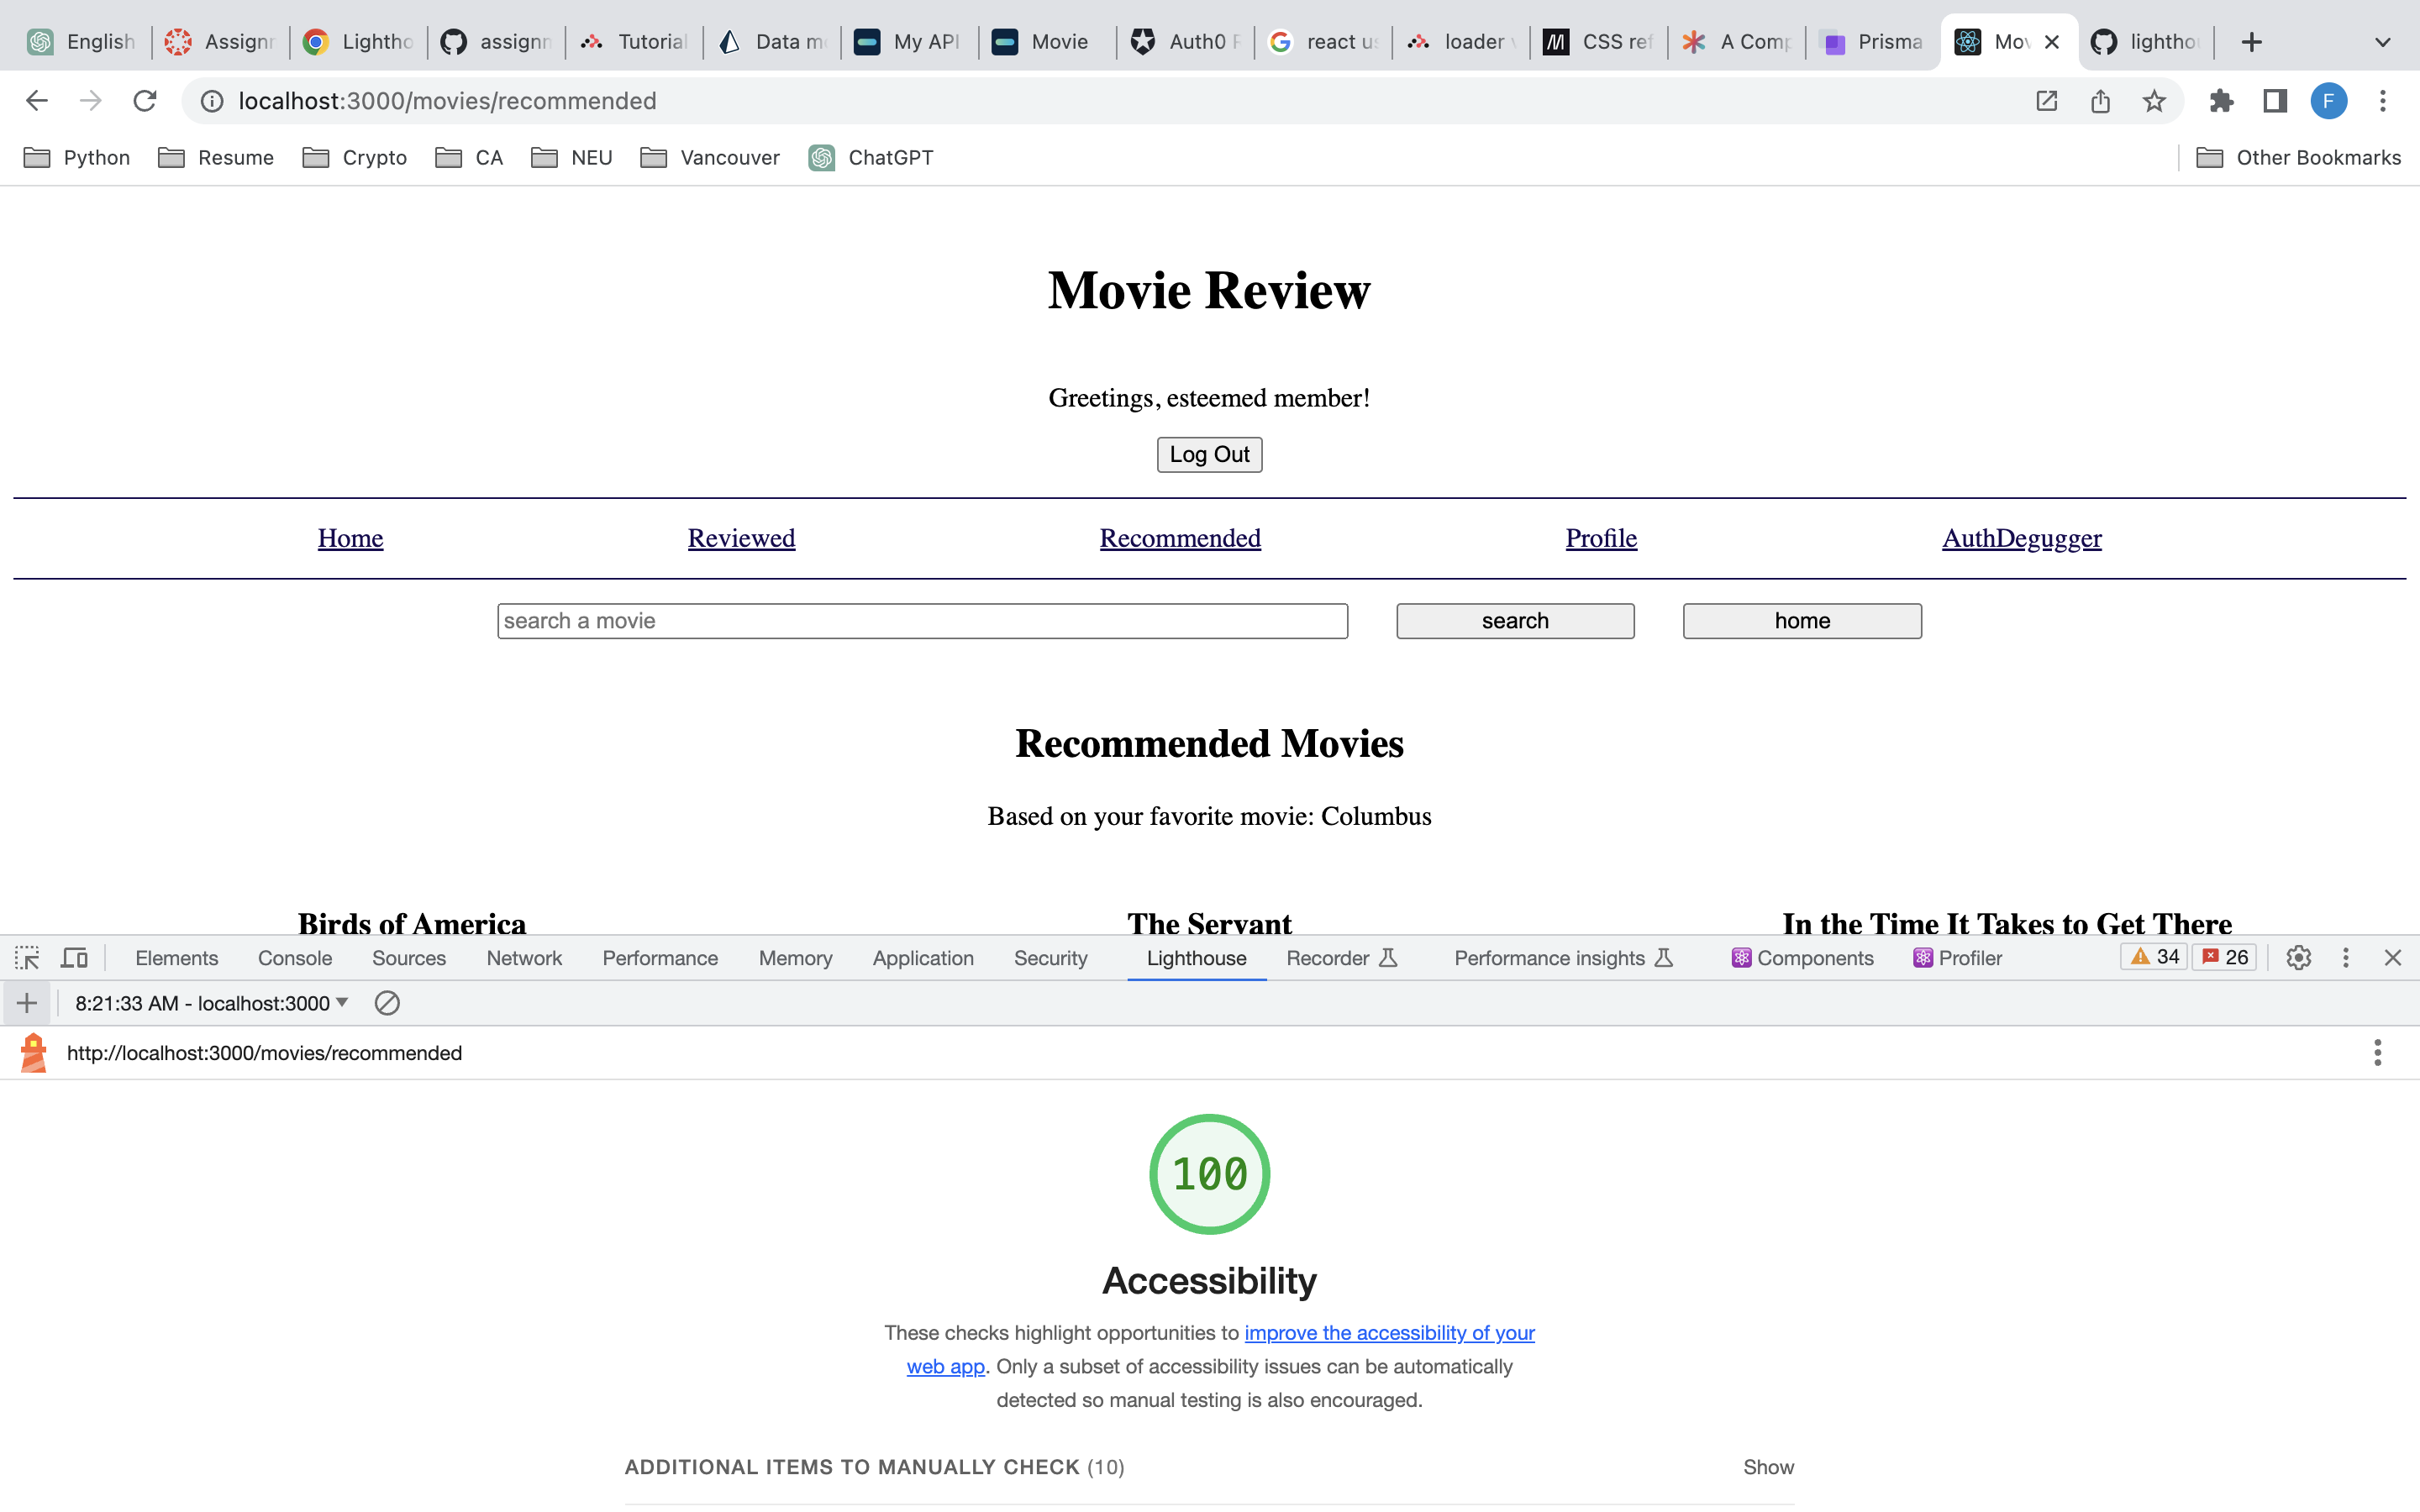 English Assignr Lightho assignn Tutorial Data mo My API Movie Auth0 F react us loader v CSS ref A Comp Prisma Mov lightho
localhost:3000/movies/recommended
F
Python Resume Crypto CA NEU Vancouver ChatGPT Other Bookmarks
Movie Review
Greetings, esteemed member!
Log Out
Home Reviewed Recommended Profile AuthDegugger
search a movie search home
Recommended Movies
Based on your favorite movie: Columbus
Birds of America The Servant In the Time It Takes to Get There
Elements Console Sources Network Performance Memory Application Security Lighthouse Recorder Performance insights Components Profiler 34 26
8:21:33 AM - localhost:3000
http://localhost:3000/movies/recommended
100
Accessibility
These checks highlight opportunities to improve the accessibility of your
web app. Only a subset of accessibility issues can be automatically
detected so manual testing is also encouraged.
ADDITIONAL ITEMS TO MANUALLY CHECK (10) Show